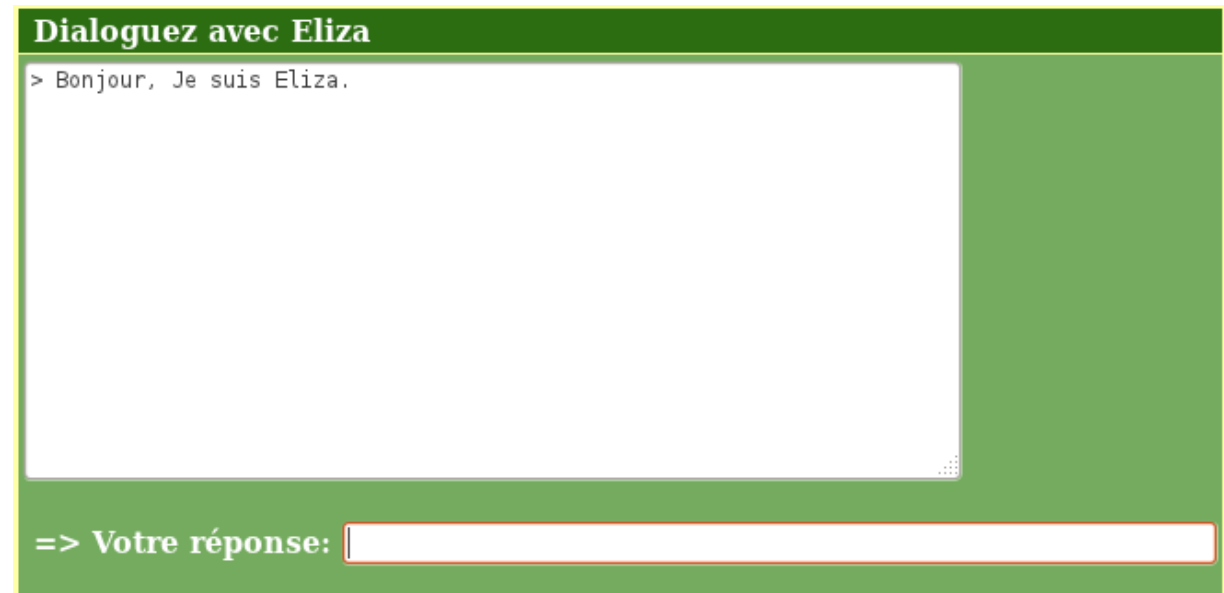 Dialoguez avec Eliza
> Bonjour, Je suis Eliza.
=> Votre réponse: